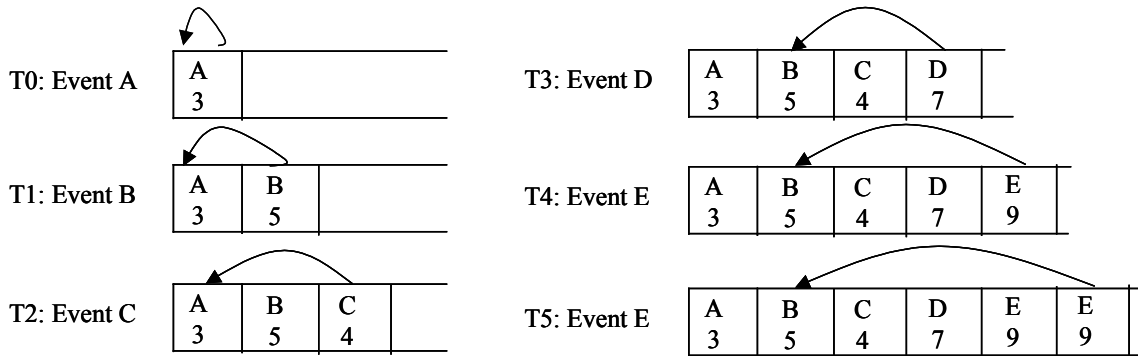 T0: Event A
A
3
T1: Event B
A B
3 5
T2: Event C
A B C
3 5 4
T3: Event D
A B C D
3 5 4 7
T4: Event E
A B C D E
3 5 4 7 9
T5: Event E
A B C D E E
3 5 4 7 9 9